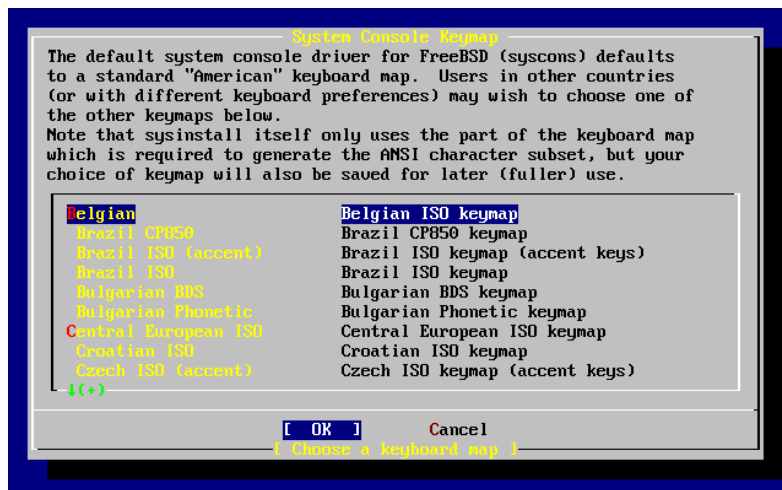 System Console Keymap
The default system console driver for FreeBSD (syscons) defaults
to a standard "American" keyboard map.  Users in other countries
(or with different keyboard preferences) may wish to choose one of
the other keymaps below.
Note that sysinstall itself only uses the part of the keyboard map
which is required to generate the ANSI character subset, but your
choice of keymap will also be saved for later (fuller) use.
Belgian Belgian ISO keymap
Brazil CP850 Brazil CP850 keymap
Brazil ISO (accent) Brazil ISO keymap (accent keys)
Brazil ISO Brazil ISO keymap
Bulgarian BDS Bulgarian BDS keymap
Bulgarian Phonetic Bulgarian Phonetic keymap
Central European ISO Central European ISO keymap
Croatian ISO Croatian ISO keymap
Czech ISO (accent) Czech ISO keymap (accent keys)
↓(+)
[ OK ] Cancel
[ Choose a keyboard map ]